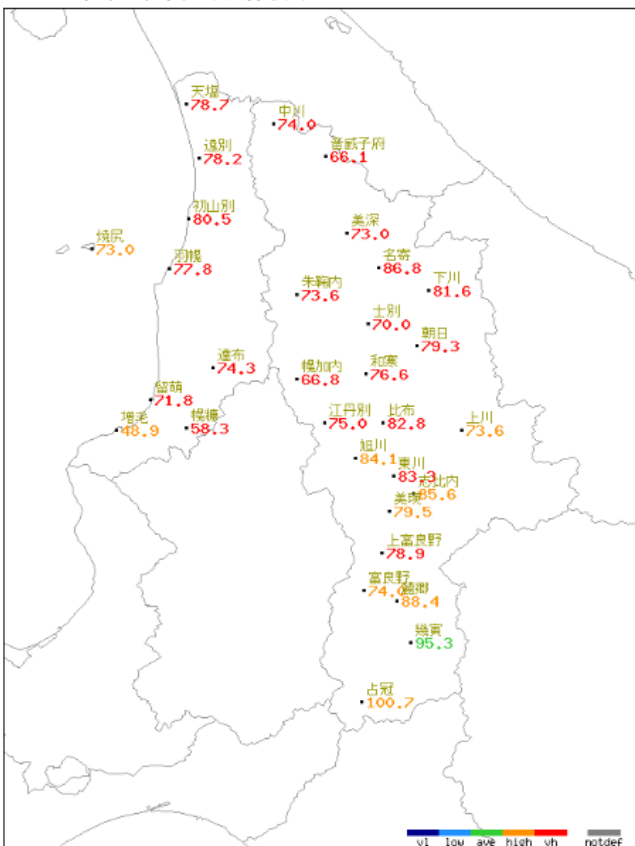 天塩
78.7
中川
74.0
音威子府
66.1
遠別
78.2
初山別
80.5
焼尻
73.0
美深
73.0
羽幌
77.8
名寄
86.8
下川
81.6
朱鞠内
73.6
士別
70.0
朝日
79.3
達布
74.3
幌加内
66.8
和寒
76.6
留萌
71.8
増毛
48.9
幌糠
58.3
江丹別
75.0
比布
82.8
上川
73.6
旭川
84.1
東川
83.3
志比内
85.6
美瑛
79.5
上富良野
78.9
富良野
74.0
麓郷
88.4
幾寅
95.3
占冠
100.7
vl low ave high vh notdef